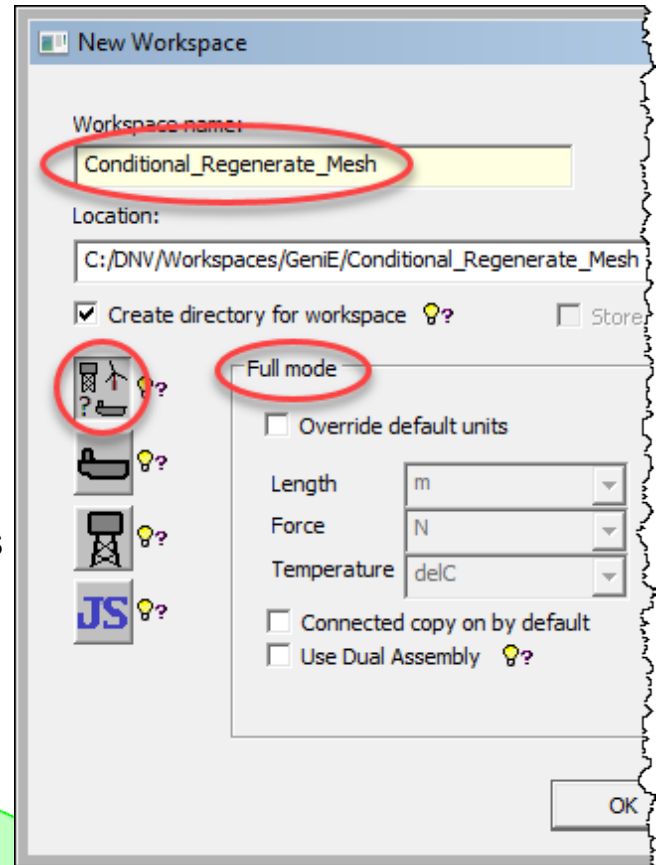 New Workspace
Workspace name:
Conditional_Regenerate_Mesh
Location:
C:/DNV/Workspaces/GeniE/Conditional_Regenerate_Mesh
Create directory for workspace ? Store
? ? Full mode
Override default units
?
Length m
Force N
?
Temperature delC
s
JS ?
Connected copy on by default
Use Dual Assembly ?
OK